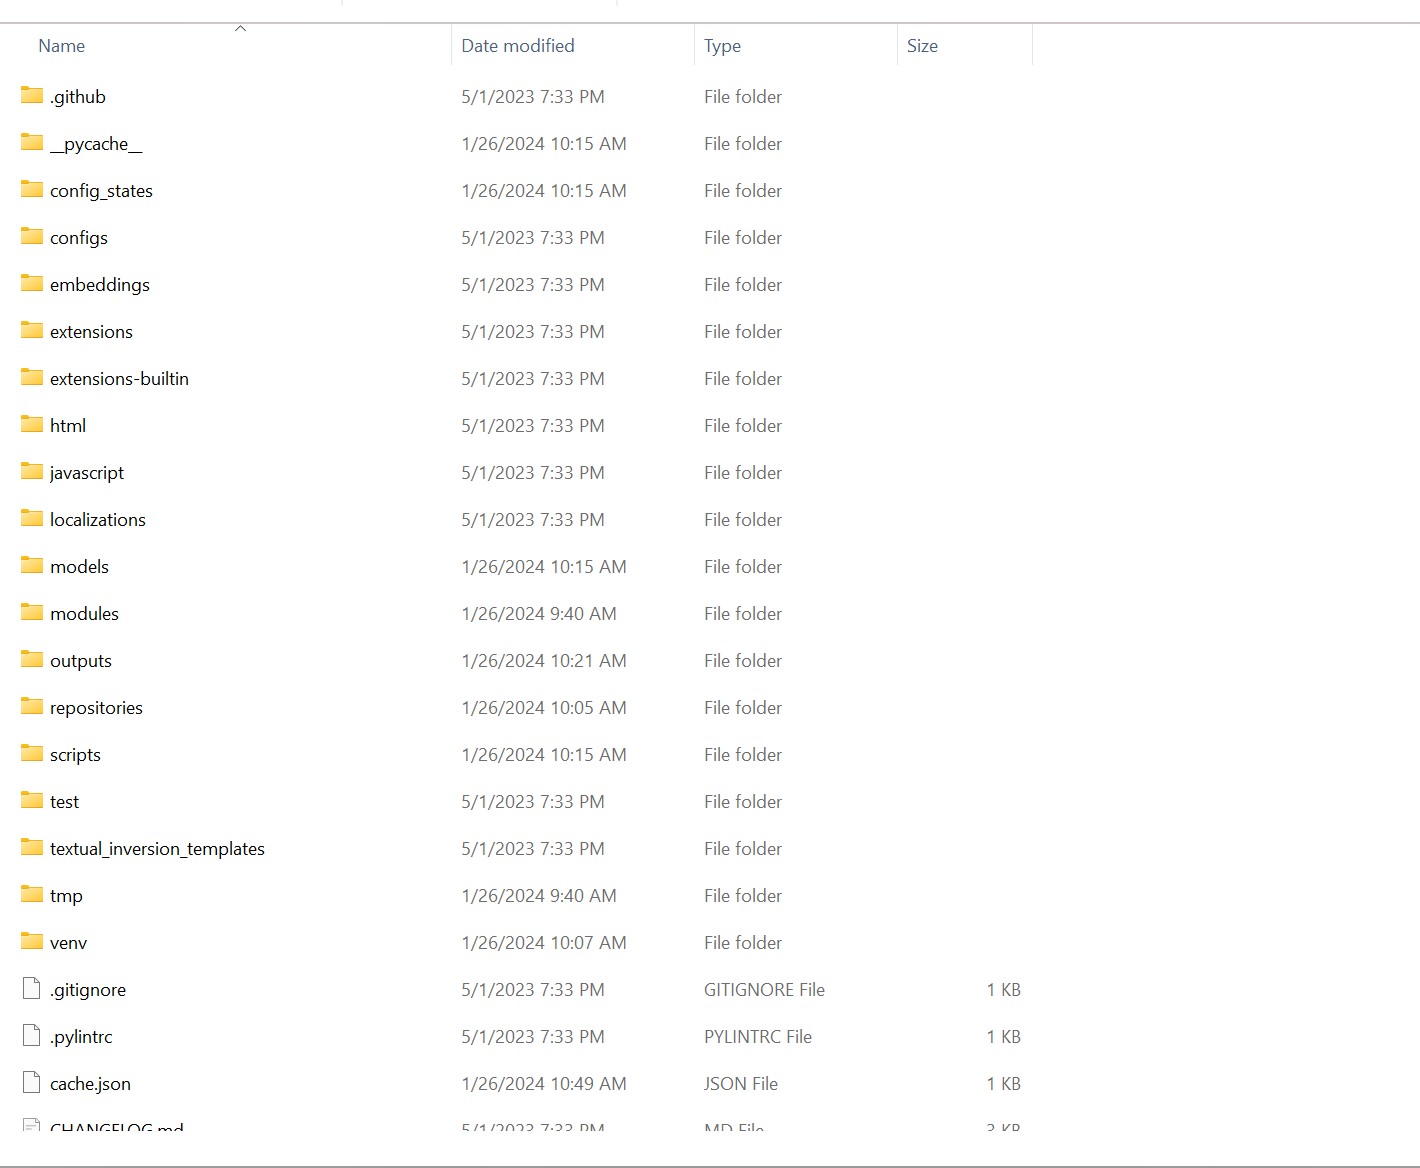 Name Date modified Type Size
.github 5/1/2023 7:33 PM File folder
__pycache__ 1/26/2024 10:15 AM File folder
config_states 1/26/2024 10:15 AM File folder
configs 5/1/2023 7:33 PM File folder
embeddings 5/1/2023 7:33 PM File folder
extensions 5/1/2023 7:33 PM File folder
extensions-builtin 5/1/2023 7:33 PM File folder
html 5/1/2023 7:33 PM File folder
javascript 5/1/2023 7:33 PM File folder
localizations 5/1/2023 7:33 PM File folder
models 1/26/2024 10:15 AM File folder
modules 1/26/2024 9:40 AM File folder
outputs 1/26/2024 10:21 AM File folder
repositories 1/26/2024 10:05 AM File folder
scripts 1/26/2024 10:15 AM File folder
test 5/1/2023 7:33 PM File folder
textual_inversion_templates 5/1/2023 7:33 PM File folder
tmp 1/26/2024 9:40 AM File folder
venv 1/26/2024 10:07 AM File folder
.gitignore 5/1/2023 7:33 PM GITIGNORE File 1 KB
.pylintrc 5/1/2023 7:33 PM PYLINTRC File 1 KB
cache.json 1/26/2024 10:49 AM JSON File 1 KB
CHANGELOG.md 5/1/2023 7:33 PM MD File 3 KB